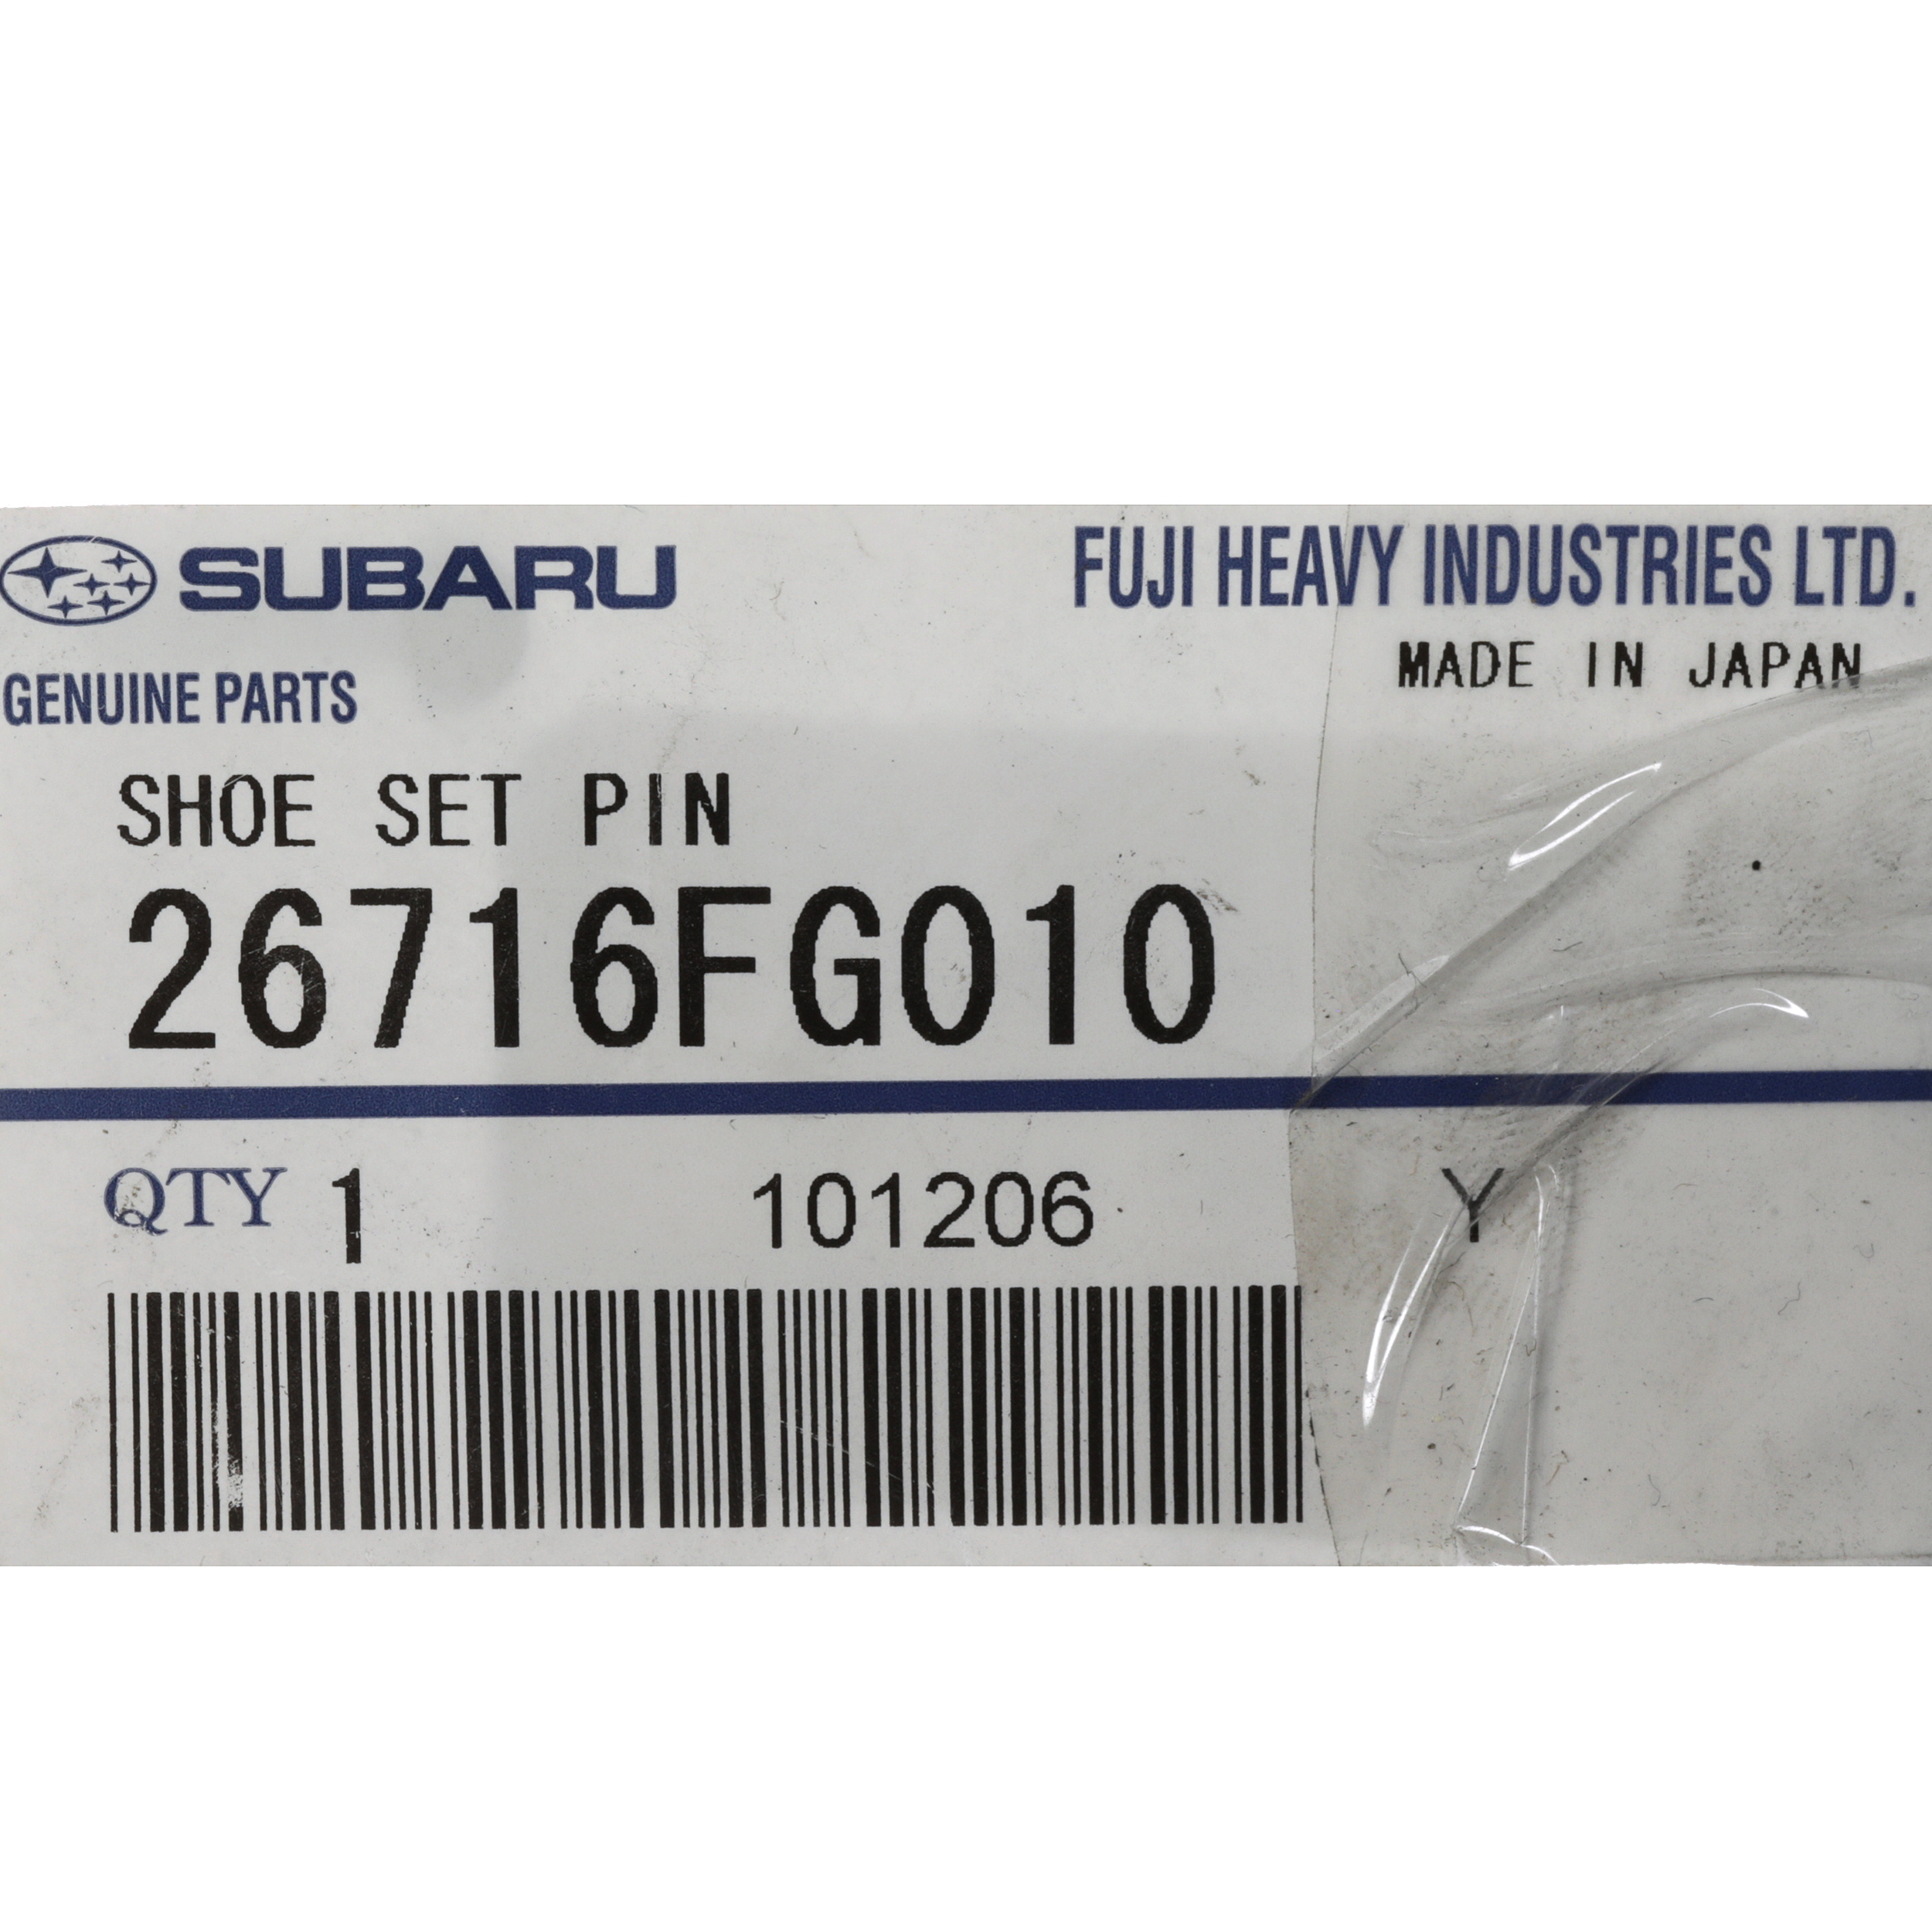 SUBARU
FUJI HEAVY INDUSTRIES LTD.
MADE IN JAPAN
GENUINE PARTS
SHOE SET PIN
26716FG010
QTY 1 101206 Y